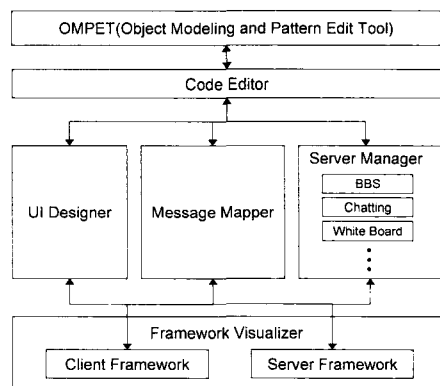 OMPET(Object Modeling and Pattern Edit Tool)
Code Editor
UI Designer
Message Mapper
Server Manager
BBS
Chatting
White Board
Framework Visualizer
Client Framework
Server Framework